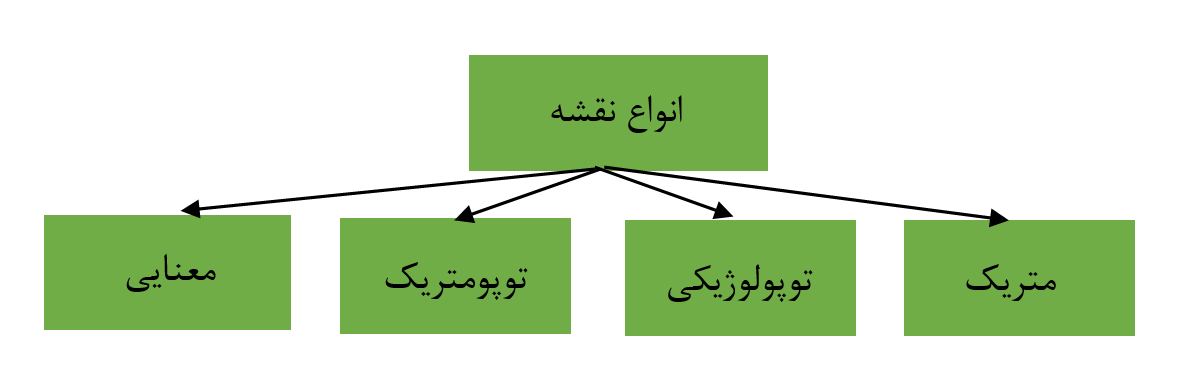 انواع نقشه
متریک
توپولوژیکی
توپومتریک
معنایی